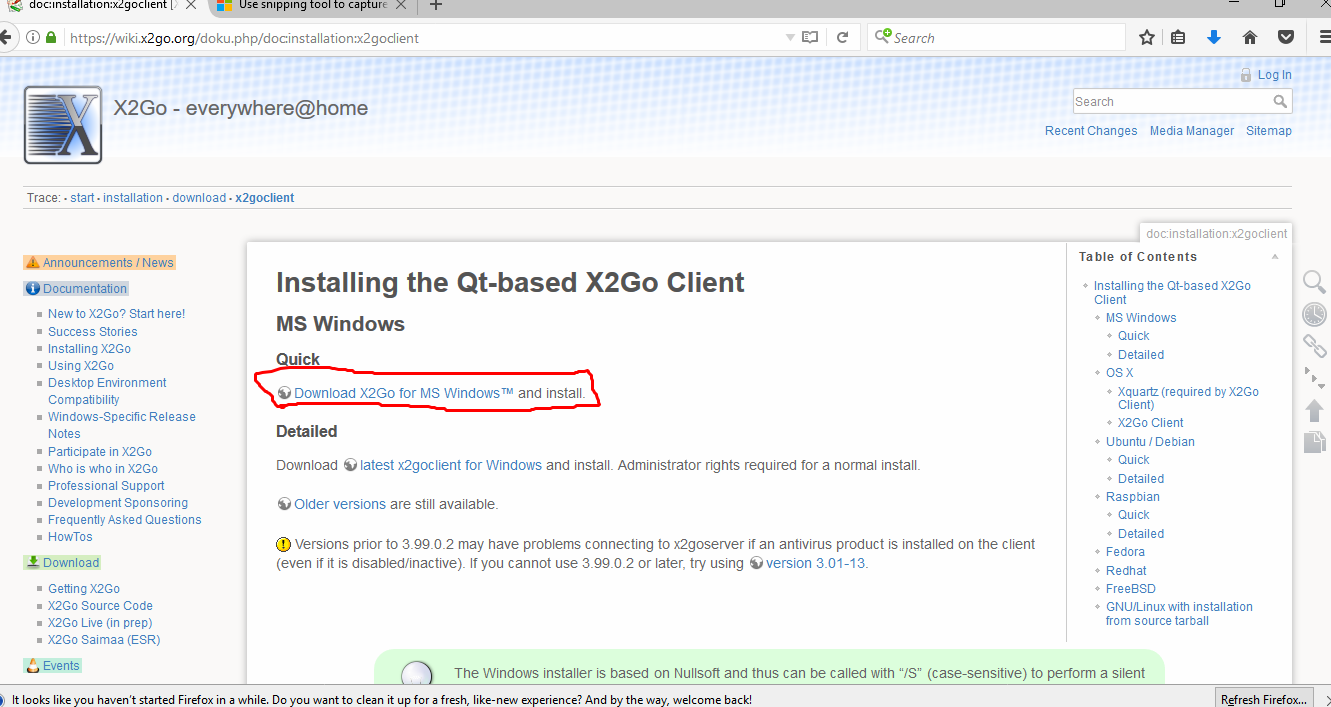 doc:installation:x2goclient [
Use snipping tool to capture
https://wiki.x2go.org/doku.php/doc:installation:x2goclient
Search
Log In
X2Go - everywhere@home
Search
Recent Changes Media Manager Sitemap
Trace: • start • installation • download • x2goclient
doc:installation:x2goclient
Announcements / News
Documentation
New to X2Go? Start here!
Success Stories
Installing X2Go
Using X2Go
Desktop Environment
Compatibility
Windows-Specific Release
Notes
Participate in X2Go
Who is who in X2Go
Professional Support
Development Sponsoring
Frequently Asked Questions
HowTos
Download
Getting X2Go
X2Go Source Code
X2Go Live (in prep)
X2Go Saimaa (ESR)
Events
Installing the Qt-based X2Go Client
MS Windows
Quick
Download X2Go for MS Windows™ and install.
Detailed
Download latest x2goclient for Windows and install. Administrator rights required for a normal install.
Older versions are still available.
Versions prior to 3.99.0.2 may have problems connecting to x2goserver if an antivirus product is installed on the client
(even if it is disabled/inactive). If you cannot use 3.99.0.2 or later, try using version 3.01-13.
The Windows installer is based on Nullsoft and thus can be called with “/S” (case-sensitive) to perform a silent
Table of Contents
Installing the Qt-based X2Go
Client
MS Windows
Quick
Detailed
OS X
Xquartz (required by X2Go
Client)
X2Go Client
Ubuntu / Debian
Quick
Detailed
Raspbian
Quick
Detailed
Fedora
Redhat
FreeBSD
GNU/Linux with installation
from source tarball
It looks like you haven't started Firefox in a while. Do you want to clean it up for a fresh, like-new experience? And by the way, welcome back!
Refresh Firefox...